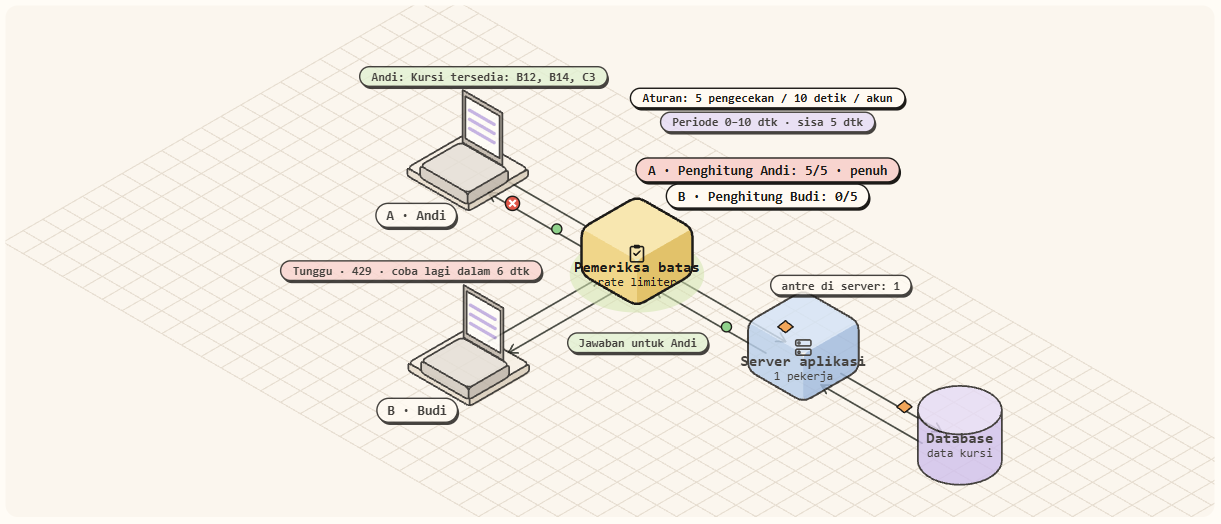 Andi: Kursi tersedia: B12, B14, C3
Aturan: 5 pengecekan / 10 detik / akun
Periode 0–10 dtk · sisa 5 dtk
A · Penghitung Andi: 5/5 · penuh
B · Penghitung Budi: 0/5
A · Andi
Pemeriksa batas
rate limiter
Tunggu · 429 · coba lagi dalam 6 dtk
antre di server: 1
Jawaban untuk Andi
Server aplikasi
1 pekerja
B · Budi
Database
data kursi